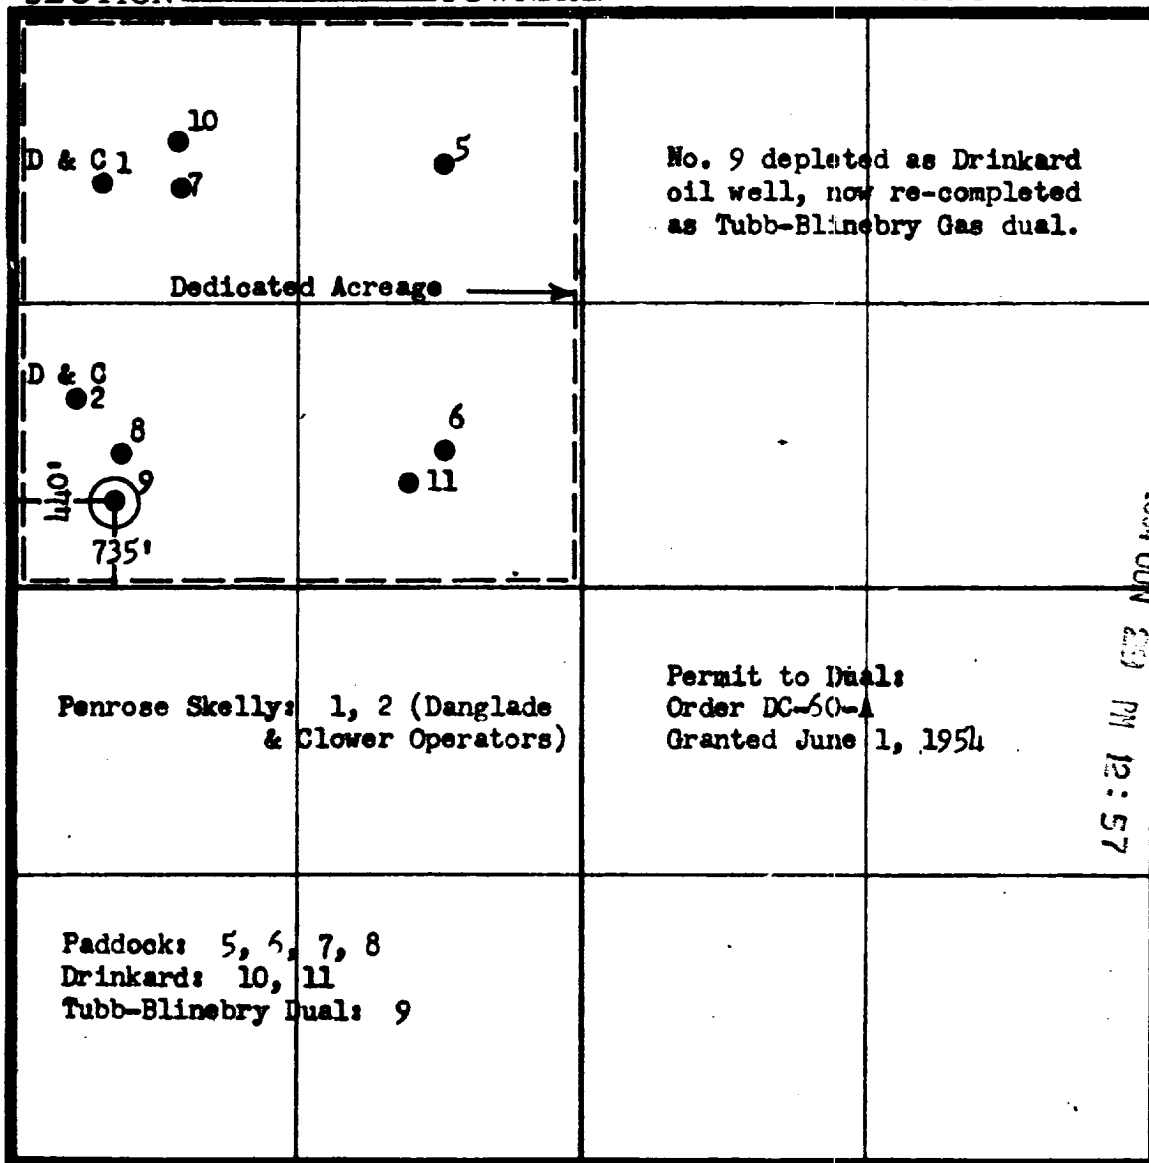 SECTION
10
D & C 1
7
5
No. 9 depleted as Drinkard
oil well, now re-completed
as Tubb-Blinebry Gas dual.
Dedicated Acreage
D & C
2
8
6
9
11
440'
735'
Penrose Skelly: 1, 2 (Danglade
& Clower Operators)
Permit to Dual:
Order DC-60-A
Granted June 1, 1954
PM 12:57
Paddock: 5, 6, 7, 8
Drinkard: 10, 11
Tubb-Blinebry Dual: 9